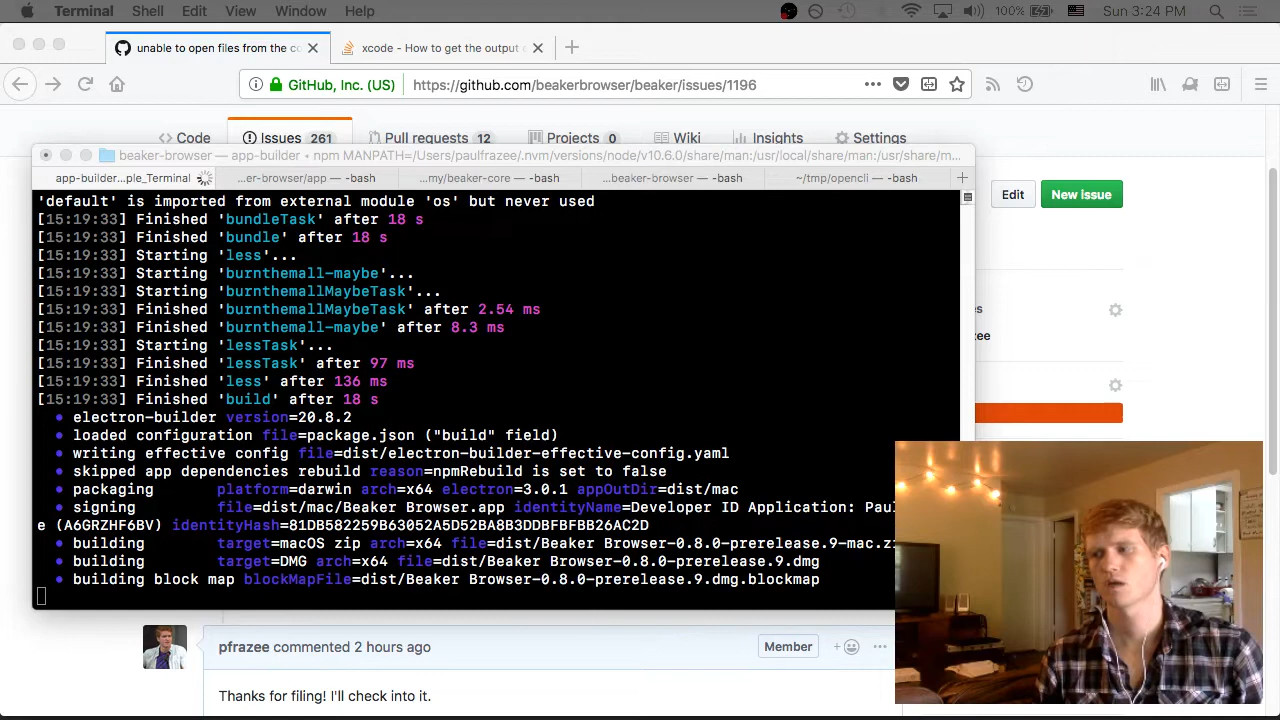 Terminal Shell Edit View Window Help 100% Sun 3:24 PM
unable to open files from the co
xcode - How to get the output o
GitHub, Inc. (US) https://github.com/beakerbrowser/beaker/issues/1196
Code Issues 261 Pull requests 12 Projects 0 Wiki Insights Settings
beaker-browser — app-builder • npm MANPATH=/Users/paulfrazee/.nvm/versions/node/v10.6.0/share/man:/usr/local/share/man:/usr/share/m...
app-builder...ple_Terminal ...er-browser/app — -bash ...my/beaker-core — -bash ...beaker-browser — -bash ~/tmp/opencli — -bash
Edit New issue
'default' is imported from external module 'os' but never used
[15:19:33] Finished 'bundleTask' after 18 s
[15:19:33] Finished 'bundle' after 18 s
[15:19:33] Starting 'less'...
[15:19:33] Starting 'burnthemall-maybe'...
[15:19:33] Starting 'burnthemallMaybeTask'...
[15:19:33] Finished 'burnthemallMaybeTask' after 2.54 ms
[15:19:33] Finished 'burnthemall-maybe' after 8.3 ms
[15:19:33] Starting 'lessTask'...
[15:19:33] Finished 'lessTask' after 97 ms
[15:19:33] Finished 'less' after 136 ms
[15:19:33] Finished 'build' after 18 s
• electron-builder version=20.8.2
• loaded configuration file=package.json ("build" field)
• writing effective config file=dist/electron-builder-effective-config.yaml
• skipped app dependencies rebuild reason=npmRebuild is set to false
• packaging platform=darwin arch=x64 electron=3.0.1 appOutDir=dist/mac
• signing file=dist/mac/Beaker Browser.app identityName=Developer ID Application: Pau
e (A6GRZHF6BV) identityHash=81DB582259B63052A5D52BA8B3DDBFBFBB26AC2D
• building target=macOS zip arch=x64 file=dist/Beaker Browser-0.8.0-prerelease.9-mac.z
• building target=DMG arch=x64 file=dist/Beaker Browser-0.8.0-prerelease.9.dmg
• building block map blockMapFile=dist/Beaker Browser-0.8.0-prerelease.9.dmg.blockmap
es
zee
pfrazee commented 2 hours ago Member
Thanks for filing! I'll check into it.